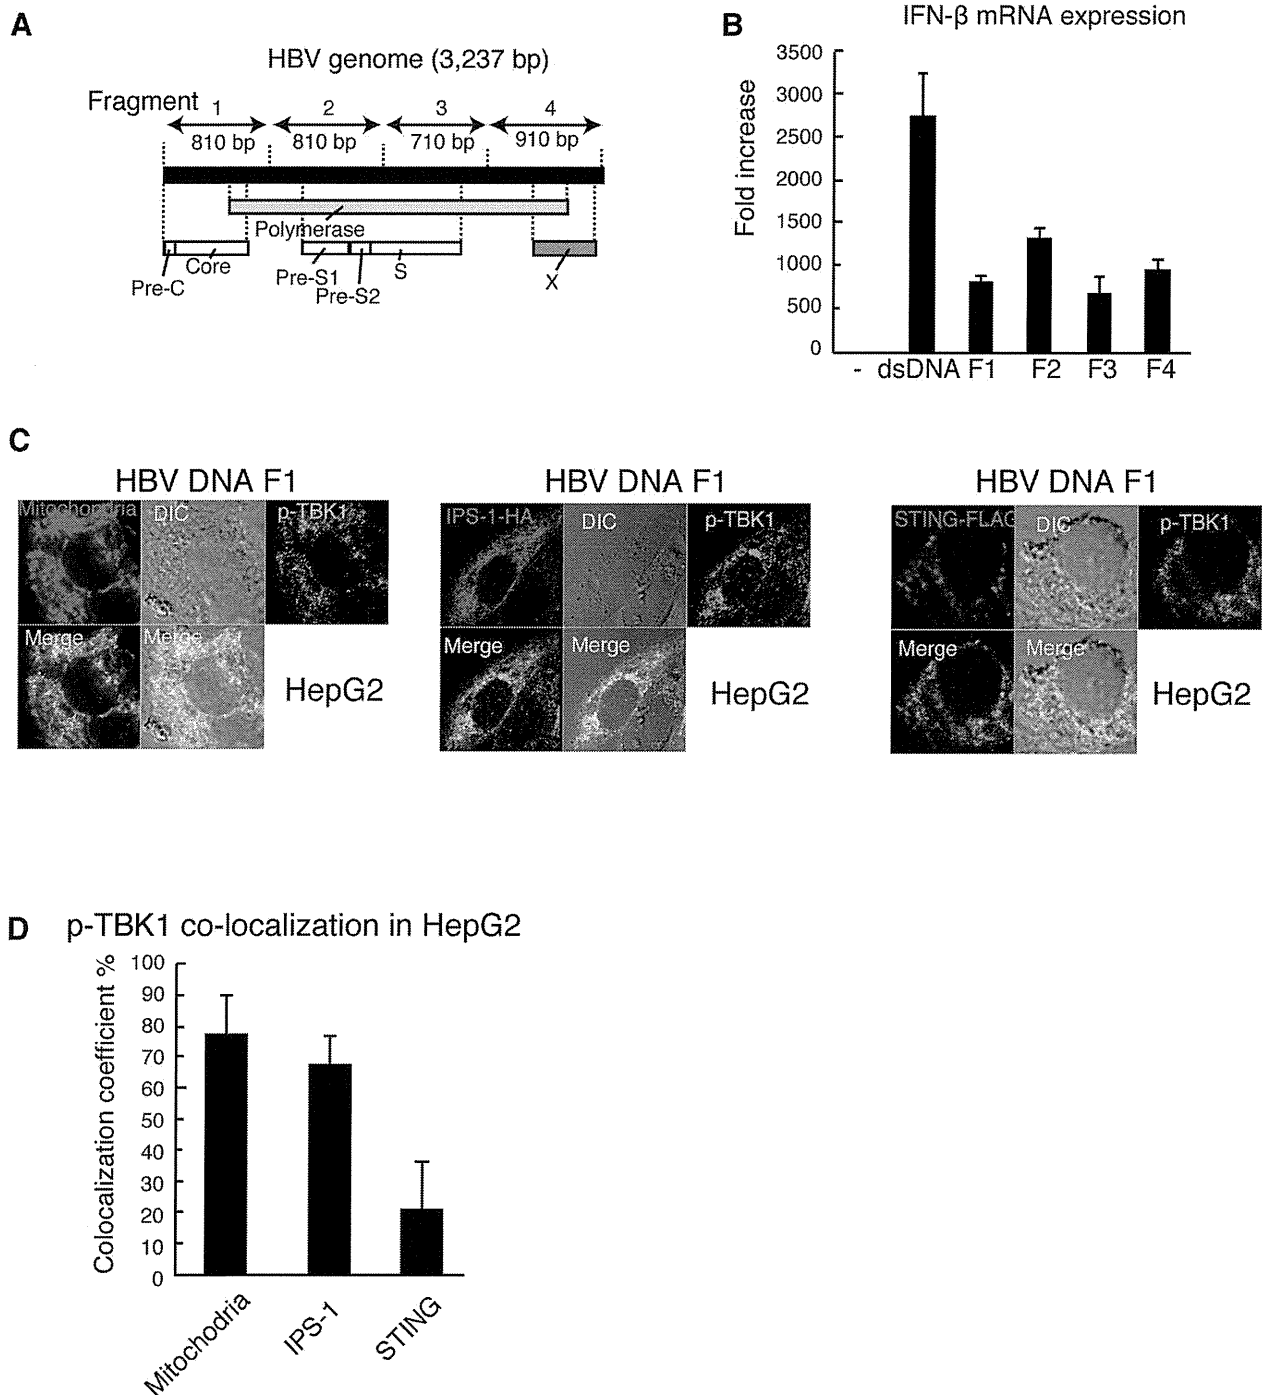 A
HBV genome (3,237 bp)
Fragment 1 2 3 4
810 bp 810 bp 710 bp 910 bp
Polymerase
Core
Pre-C
Pre-S1
Pre-S2
S
X
B
IFN-β mRNA expression
Fold increase
3500
3000
2500
2000
1500
1000
500
0
- dsDNA F1 F2 F3 F4
C
HBV DNA F1
Mitochondria
DIC
p-TBK1
Merge
Merge
HepG2
HBV DNA F1
IPS-1-HA
DIC
p-TBK1
Merge
Merge
HepG2
HBV DNA F1
STING-FLAG
DIC
p-TBK1
Merge
Merge
HepG2
D
p-TBK1 co-localization in HepG2
Colocalization coefficient %
100
90
80
70
60
50
40
30
20
10
0
Mitochodria
IPS-1
STING